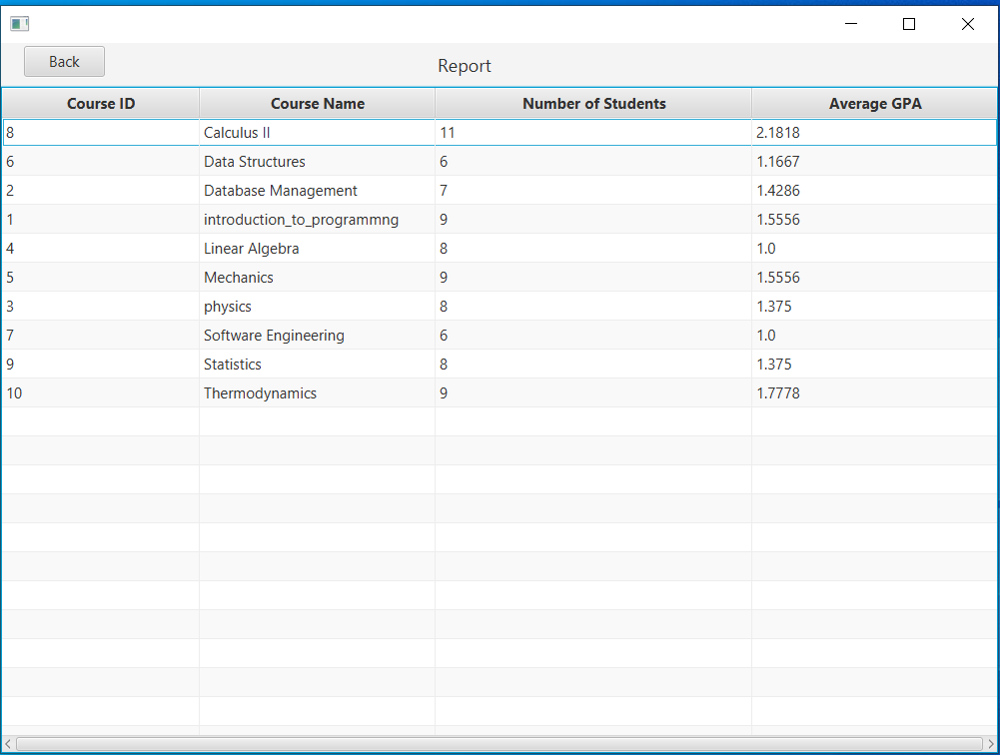 Back
Report
Course ID Course Name Number of Students Average GPA
8 Calculus II 11 2.1818
6 Data Structures 6 1.1667
2 Database Management 7 1.4286
1 introduction_to_programmng 9 1.5556
4 Linear Algebra 8 1.0
5 Mechanics 9 1.5556
3 physics 8 1.375
7 Software Engineering 6 1.0
9 Statistics 8 1.375
10 Thermodynamics 9 1.7778